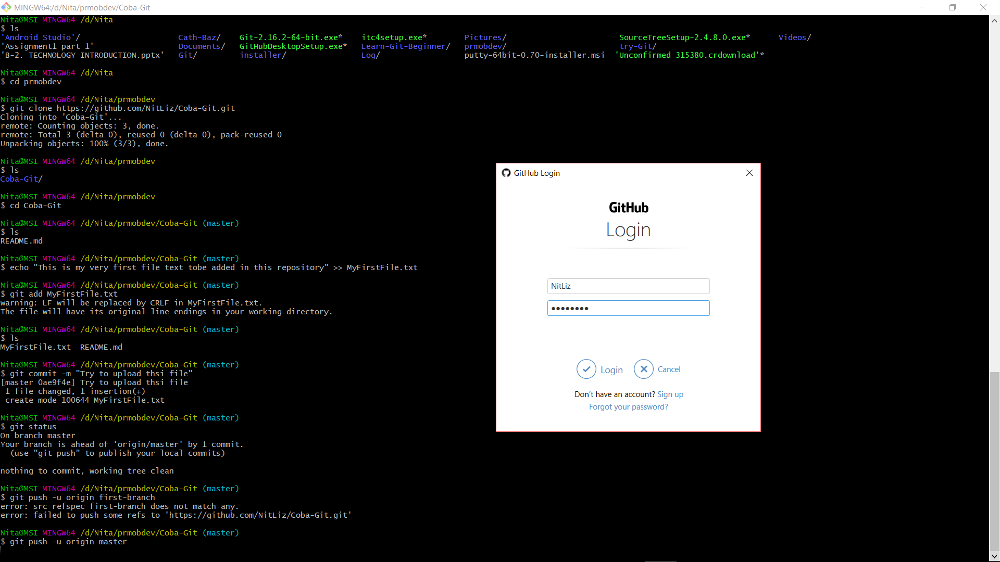 MINGW64:/d/Nita/prmobdev/Coba-Git
Nita@MSI MINGW64 /d/Nita
$ ls
'Android Studio'/ Cath-Baz/ Git-2.16.2-64-bit.exe* itc4setup.exe* Pictures/ SourceTreeSetup-2.4.8.0.exe* Videos/
'Assignment1 part 1' Documents/ GitHubDesktopSetup.exe* Learn-Git-Beginner/ prmobdev/ try-Git/
'B-2. TECHNOLOGY INTRODUCTION.pptx' Git/ installer/ Log/ putty-64bit-0.70-installer.msi 'Unconfirmed 315380.crdownload'*
Nita@MSI MINGW64 /d/Nita
$ cd prmobdev
Nita@MSI MINGW64 /d/Nita/prmobdev
$ git clone https://github.com/NitLiz/Coba-Git.git
Cloning into 'Coba-Git'...
remote: Counting objects: 3, done.
remote: Total 3 (delta 0), reused 0 (delta 0), pack-reused 0
Unpacking objects: 100% (3/3), done.
Nita@MSI MINGW64 /d/Nita/prmobdev
$ ls
Coba-Git/
Nita@MSI MINGW64 /d/Nita/prmobdev
$ cd Coba-Git
Nita@MSI MINGW64 /d/Nita/prmobdev/Coba-Git (master)
$ ls
README.md
Nita@MSI MINGW64 /d/Nita/prmobdev/Coba-Git (master)
$ echo "This is my very first file text tobe added in this repository" >> MyFirstFile.txt
Nita@MSI MINGW64 /d/Nita/prmobdev/Coba-Git (master)
$ git add MyFirstFile.txt
warning: LF will be replaced by CRLF in MyFirstFile.txt.
The file will have its original line endings in your working directory.
Nita@MSI MINGW64 /d/Nita/prmobdev/Coba-Git (master)
$ ls
MyFirstFile.txt README.md
Nita@MSI MINGW64 /d/Nita/prmobdev/Coba-Git (master)
$ git commit -m "Try to upload thsi file"
[master 0ae9f4e] Try to upload thsi file
1 file changed, 1 insertion(+)
create mode 100644 MyFirstFile.txt
Nita@MSI MINGW64 /d/Nita/prmobdev/Coba-Git (master)
$ git status
On branch master
Your branch is ahead of 'origin/master' by 1 commit.
(use "git push" to publish your local commits)
nothing to commit, working tree clean
Nita@MSI MINGW64 /d/Nita/prmobdev/Coba-Git (master)
$ git push -u origin first-branch
error: src refspec first-branch does not match any.
error: failed to push some refs to 'https://github.com/NitLiz/Coba-Git.git'
Nita@MSI MINGW64 /d/Nita/prmobdev/Coba-Git (master)
$ git push -u origin master
GitHub Login
GitHub
Login
NitLiz
●●●●●●●●
Login Cancel
Don't have an account? Sign up
Forgot your password?